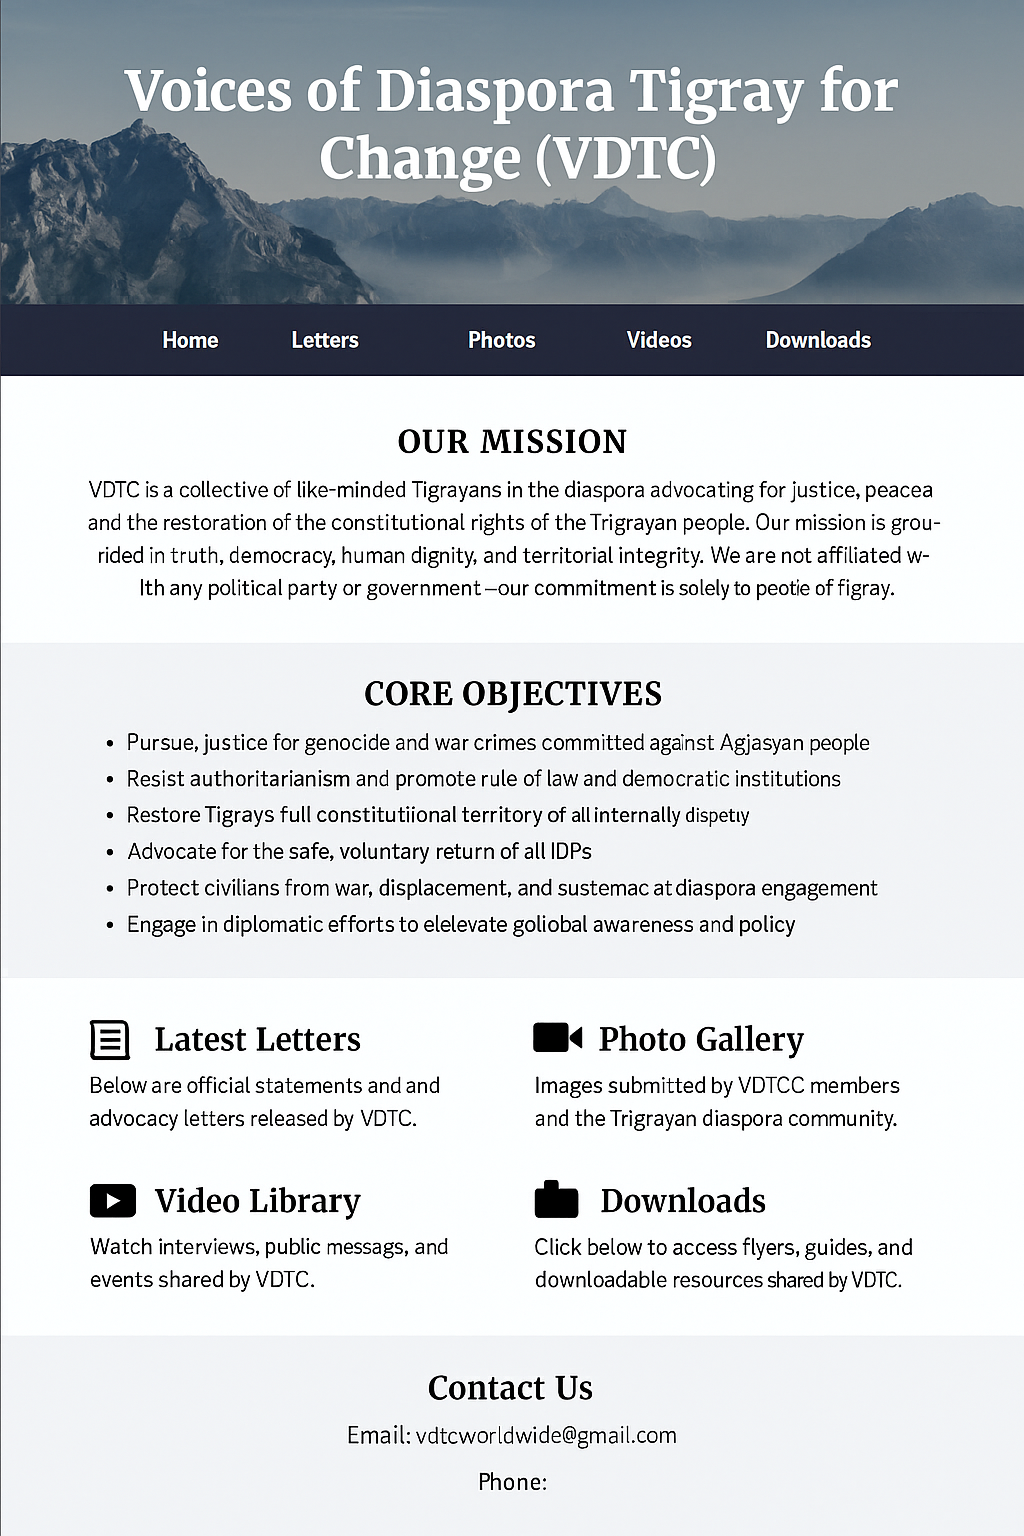 Voices of Diaspora Tigray for
Change (VDTC)
Home Letters Photos Videos Downloads
OUR MISSION
VDTC is a collective of like-minded Tigrayans in the diaspora advocating for justice, peacea
and the restoration of the constitutional rights of the Trigrayan people. Our mission is grou-
rided in truth, democracy, human dignity, and territorial integrity. We are not affiliated w-
Ith any political party or government—our commitment is solely to peotie of figray.
CORE OBJECTIVES
• Pursue, justice for genocide and war crimes committed against Agjasyan people
• Resist authoritarianism and promote rule of law and democratic institutions
• Restore Tigrays full constitutiional territory of all internally dispetıy
• Advocate for the safe, voluntary return of all IDPs
• Protect civilians from war, displacement, and sustemac at diaspora engagement
• Engage in diplomatic efforts to elelevate goliobal awareness and policy
Latest Letters
Below are official statements and and
advocacy letters released by VDTC.
Photo Gallery
Images submitted by VDTCC members
and the Trigrayan diaspora community.
Video Library
Watch interviews, public messags, and
events shared by VDTC.
Downloads
Click below to access flyers, guides, and
downloadable resources shared by VDTC.
Contact Us
Email: vdtcworldwide@gmail.com
Phone: